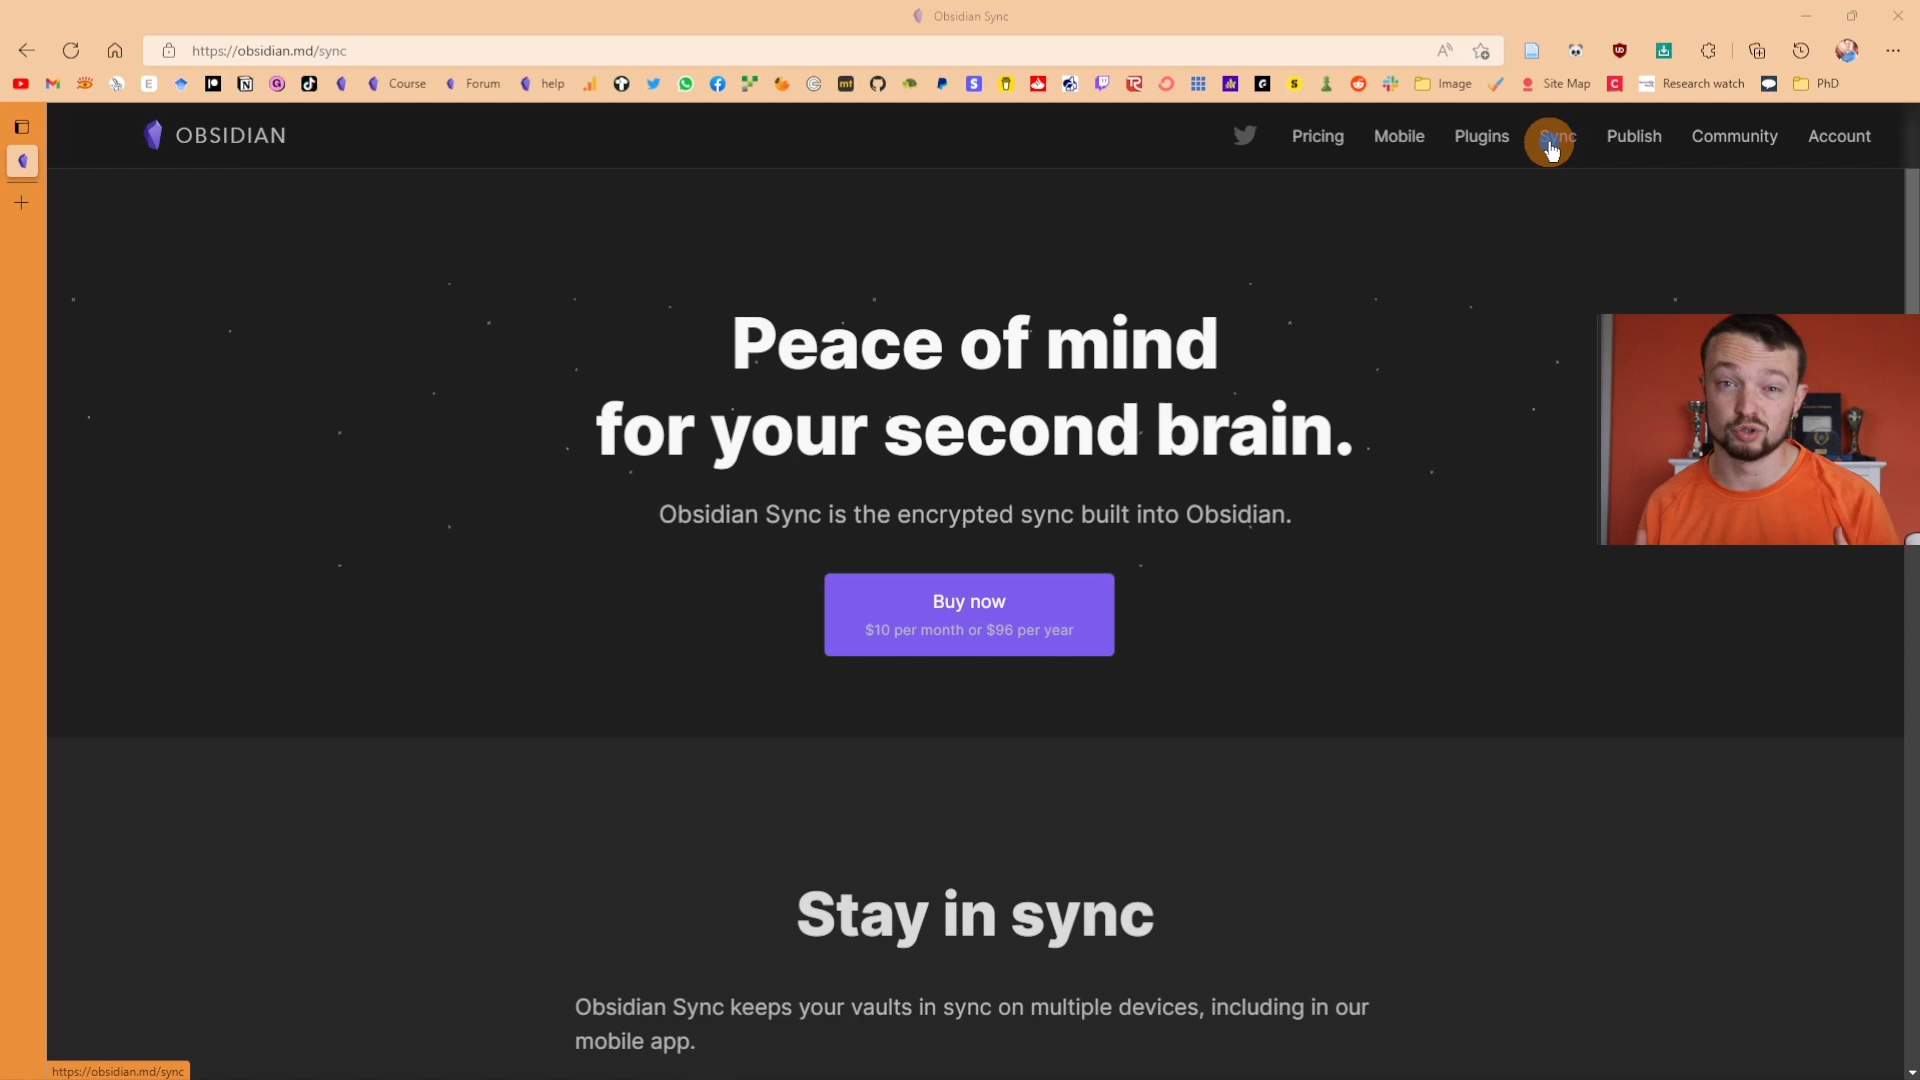 Obsidian Sync
https://obsidian.md/sync
Course
Forum
help
Image
Site Map
Research watch
PhD
OBSIDIAN
Pricing
Mobile
Plugins
Sync
Publish
Community
Account
Peace of mind
for your second brain.
Obsidian Sync is the encrypted sync built into Obsidian.
Buy now
$10 per month or $96 per year
Stay in sync
Obsidian Sync keeps your vaults in sync on multiple devices, including in our
mobile app.
https://obsidian.md/sync